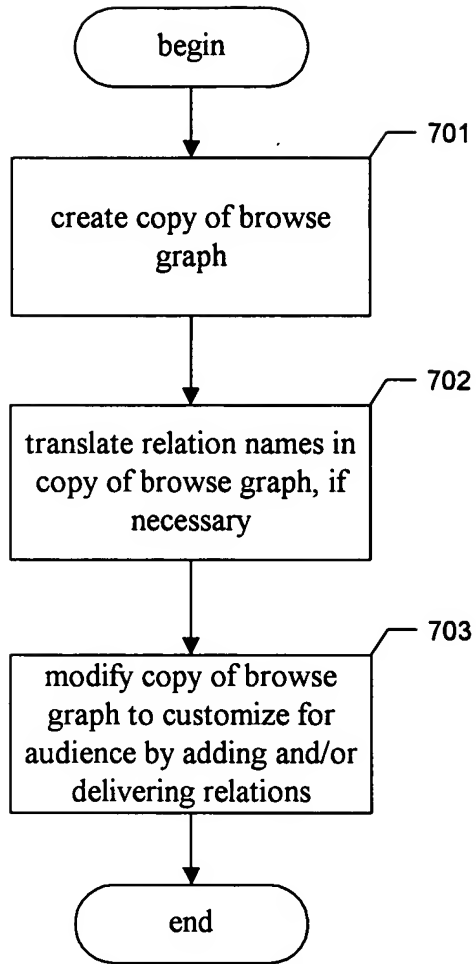 begin
701
create copy of browse
graph
702
translate relation names in
copy of browse graph, if
necessary
703
modify copy of browse
graph to customize for
audience by adding and/or
delivering relations
end